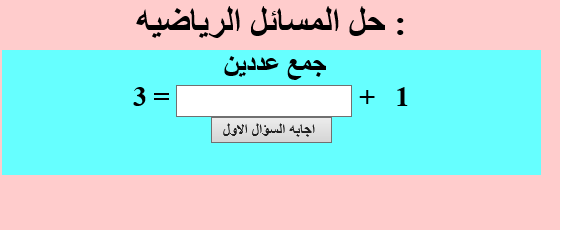 حل المسائل الرياضيه :
جمع عددين
1 + = 3
اجابه السؤال الاول